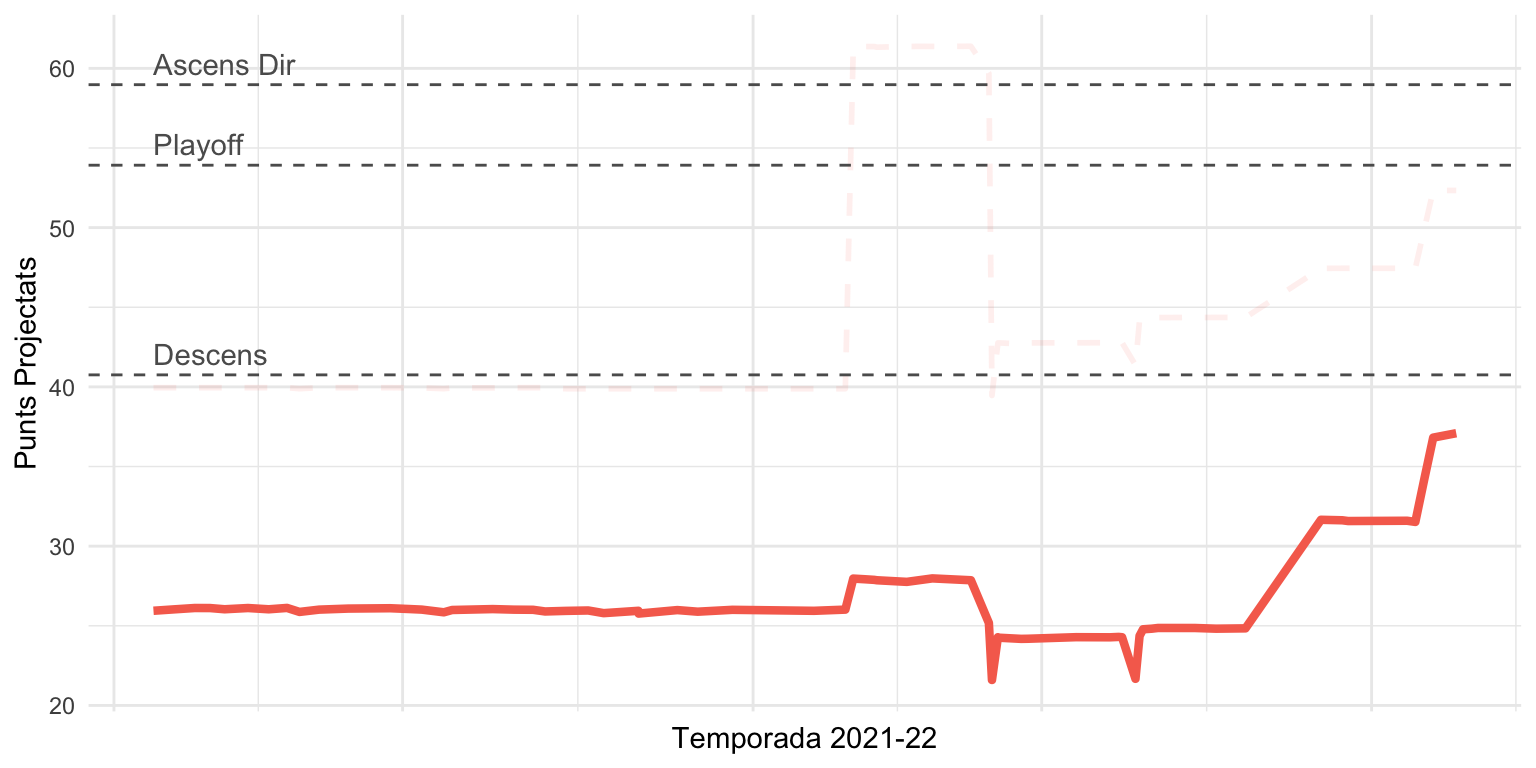 60
Ascens Dir
Playoff
50
Descens
40
30
20
Punts Projectats
Temporada 2021-22